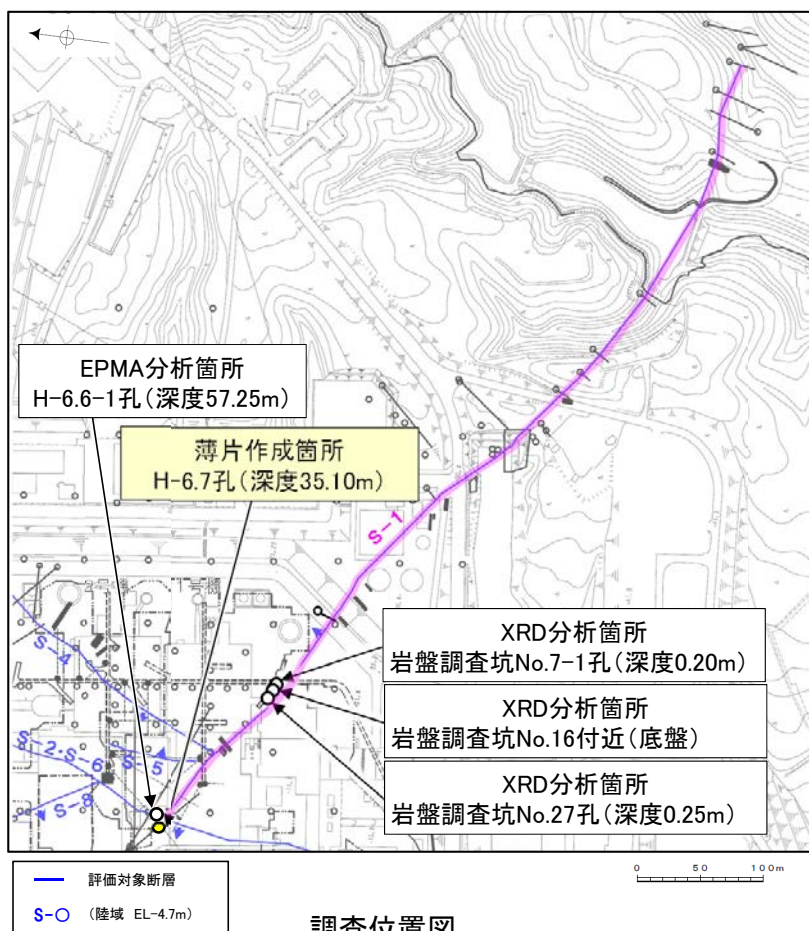 EPMA分析箇所
H-6.6-1孔(深度57.25m)
薄片作成箇所
H-6.7孔(深度35.10m)
S-1
S-4
XRD分析箇所
岩盤調査坑No.7-1孔(深度0.20m)
XRD分析箇所
岩盤調査坑No.16付近(底盤)
XRD分析箇所
岩盤調査坑No.27孔(深度0.25m)
S-2・S-6
S-5
S-8
評価対象断層
S-○ (陸域 EL-4.7m)
0 50 100m
調査位置図